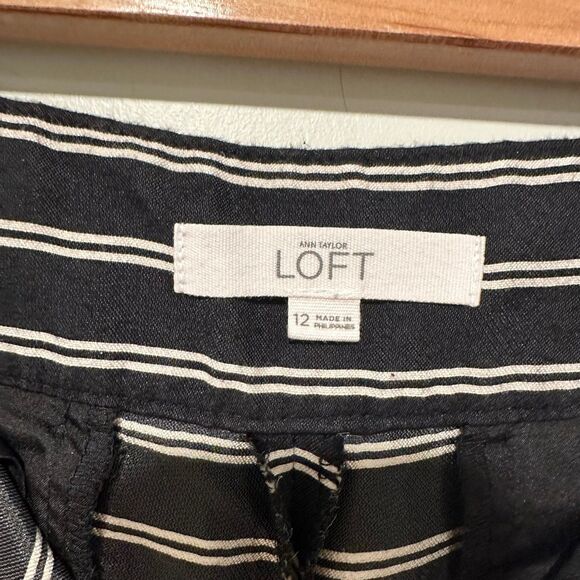 ANN TAYLOR
LOFT
12 MADE IN
PHILIPPINES